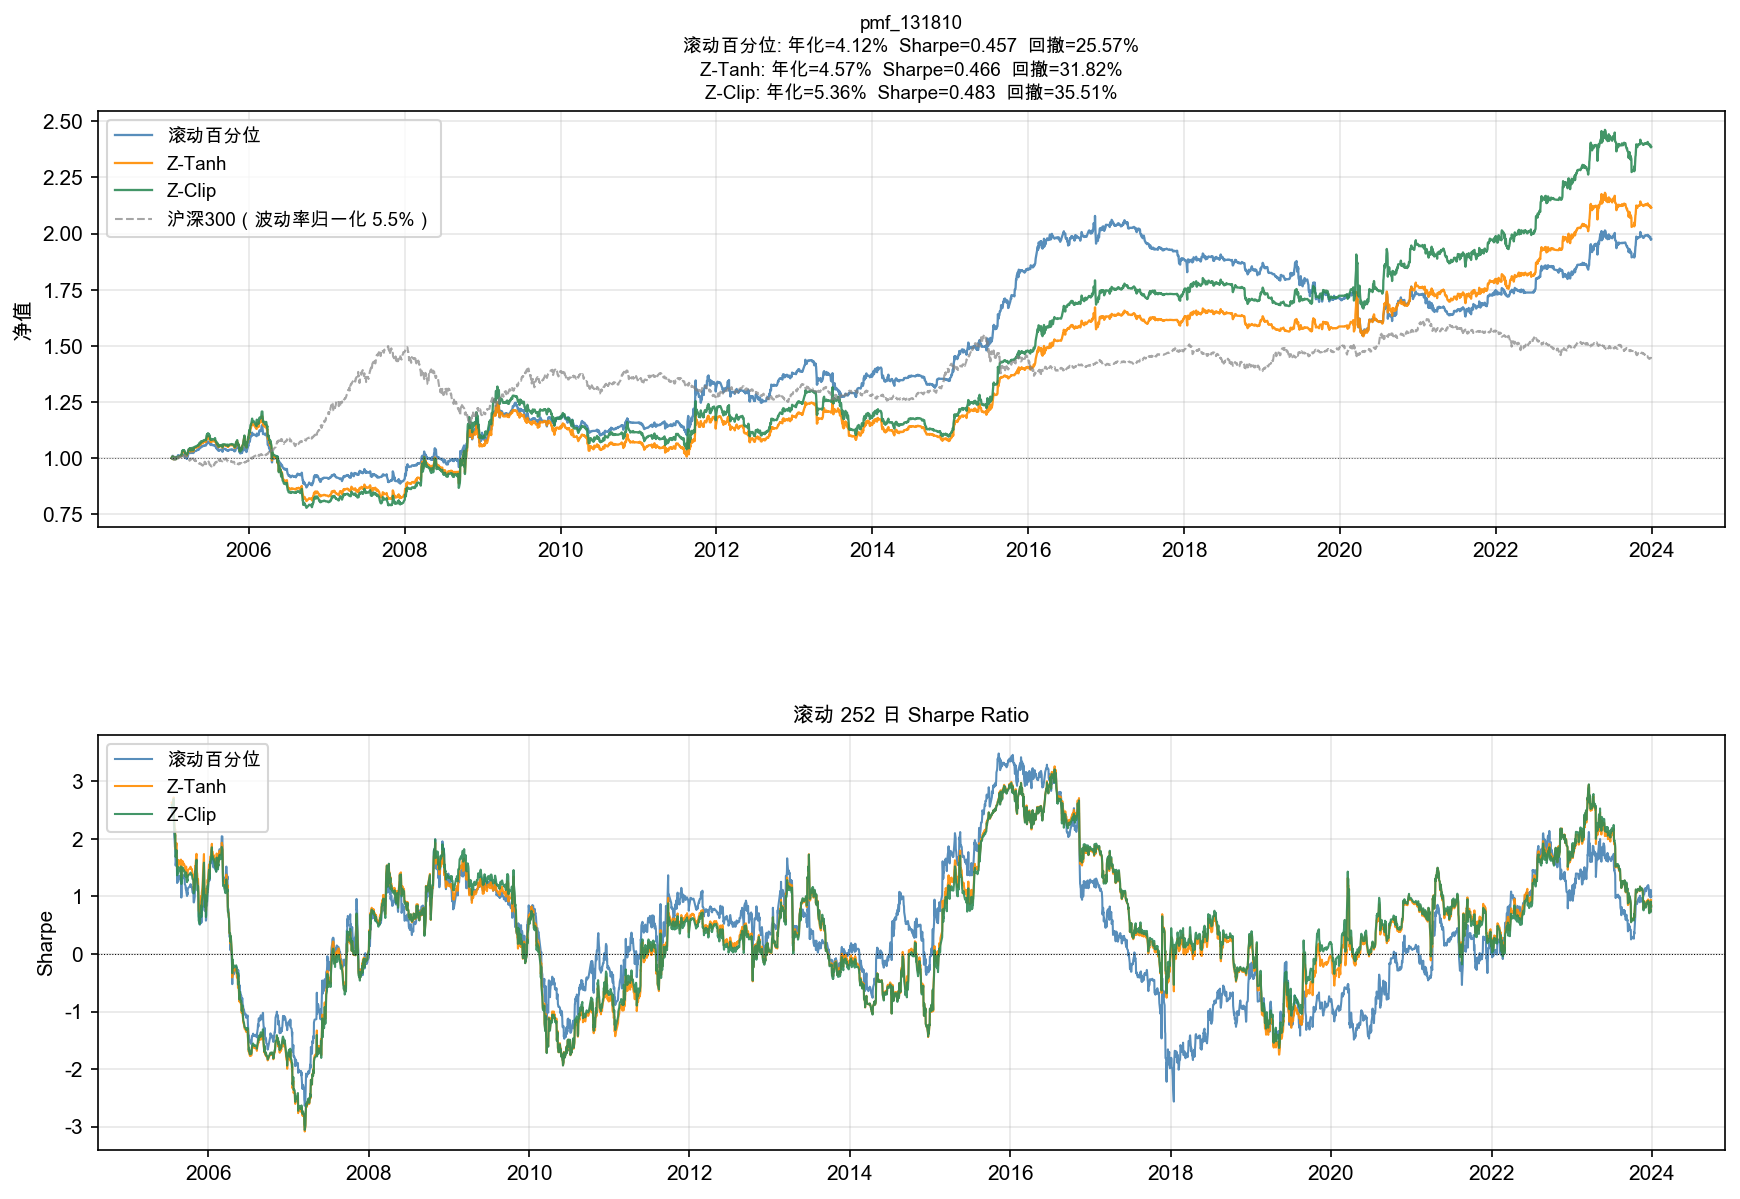 pmf_131810
滚动百分位: 年化=4.12%  Sharpe=0.457  回撤=25.57%
Z-Tanh: 年化=4.57%  Sharpe=0.466  回撤=31.82%
Z-Clip: 年化=5.36%  Sharpe=0.483  回撤=35.51%
滚动百分位
Z-Tanh
Z-Clip
沪深300（波动率归一化 5.5%）
净值
2.50
2.25
2.00
1.75
1.50
1.25
1.00
0.75
2006 2008 2010 2012 2014 2016 2018 2020 2022 2024
滚动 252 日 Sharpe Ratio
滚动百分位
Z-Tanh
Z-Clip
Sharpe
3
2
1
0
-1
-2
-3
2006 2008 2010 2012 2014 2016 2018 2020 2022 2024